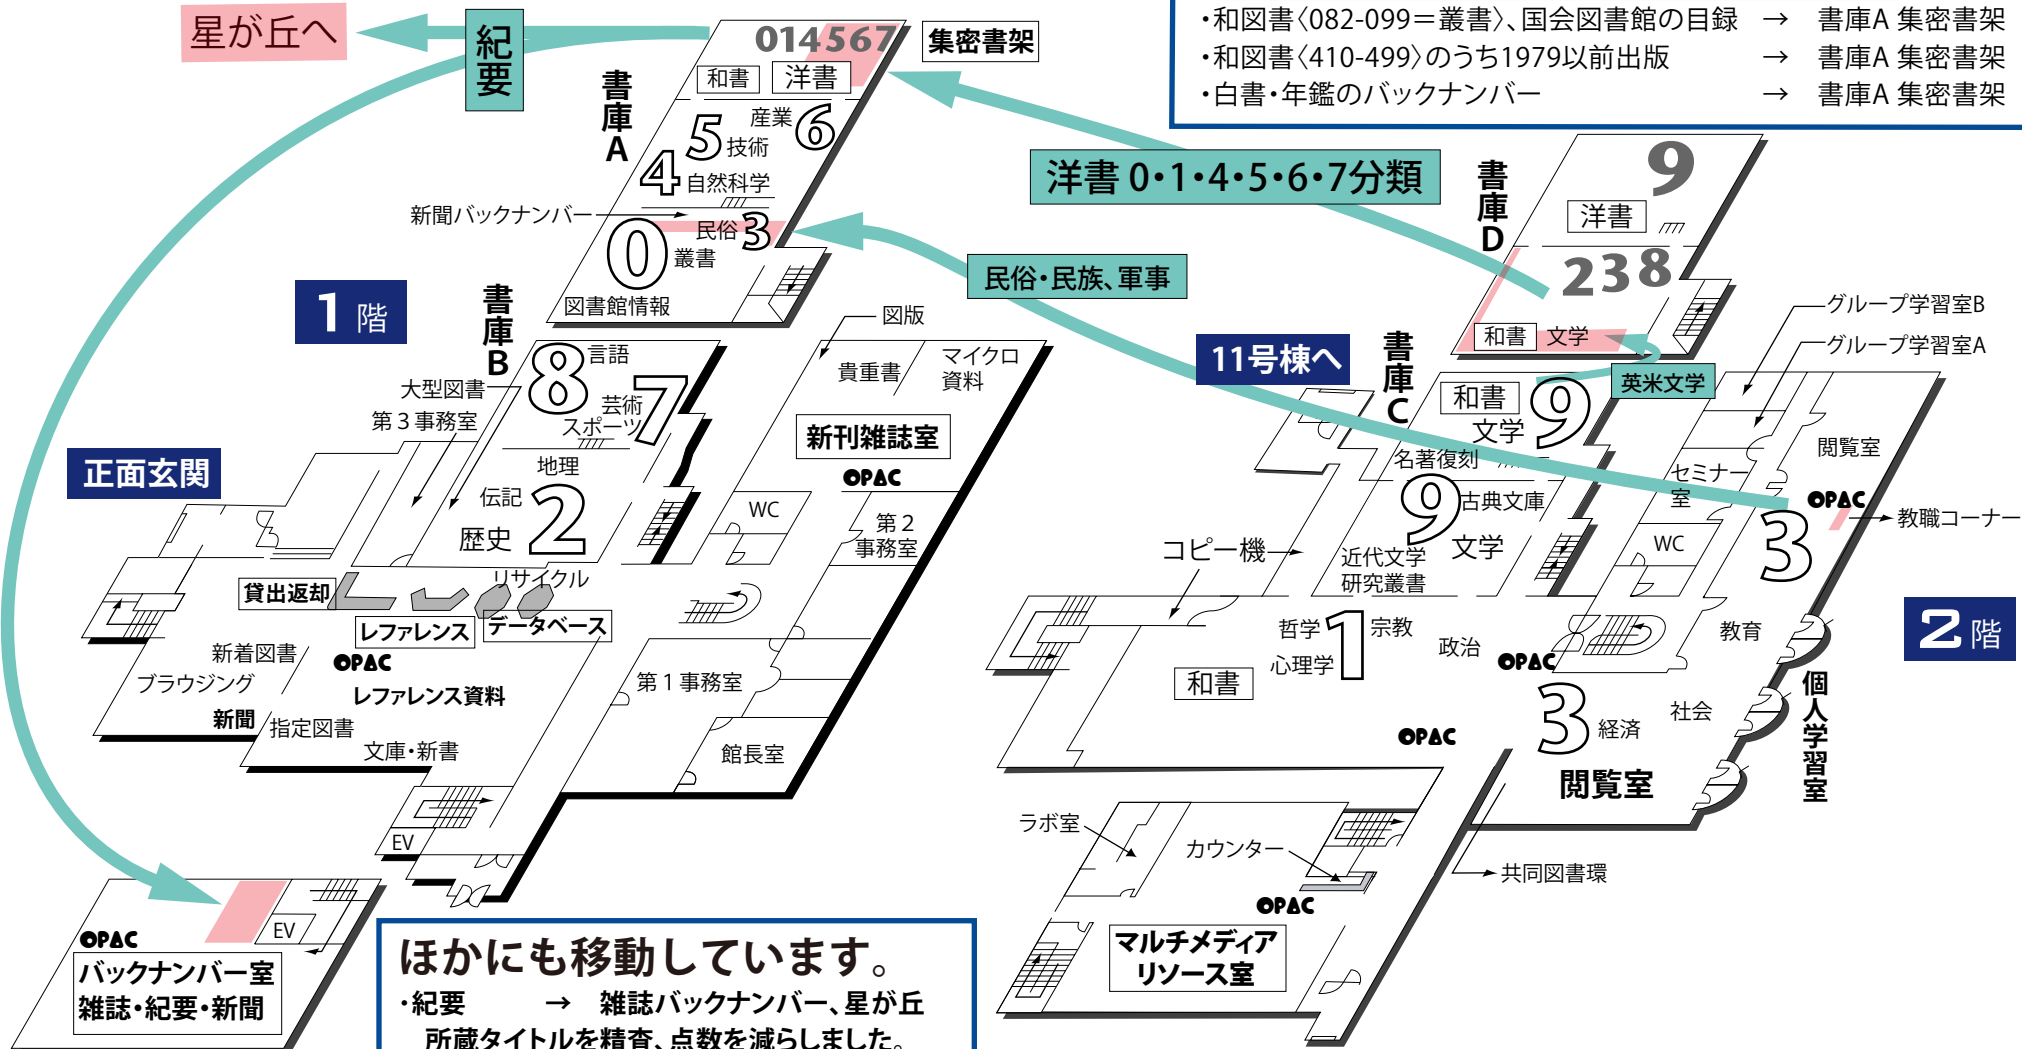 星が丘へ
紀要
014567
集密書架
和書
洋書
書庫A
産業
6
5
技術
4
自然科学
新聞バックナンバー
民俗
3
0
叢書
図書館情報
・和図書〈082-099＝叢書〉、国会図書館の目録 → 書庫A 集密書架
・和図書〈410-499〉のうち1979以前出版 → 書庫A 集密書架
・白書・年鑑のバックナンバー → 書庫A 集密書架
洋書 0・1・4・5・6・7分類
民俗・民族、軍事
書庫D
9
洋書
238
和書
文学
英米文学
1階
書庫B
8
言語
7
芸術
スポーツ
大型図書
第3事務室
地理
伝記
2
歴史
正面玄関
図版
貴重書
マイクロ
資料
新刊雑誌室
OPAC
WC
第2
事務室
リサイクル
貸出返却
レファレンス
データベース
新着図書
OPAC
ブラウジング
レファレンス資料
新聞
指定図書
文庫・新書
第1事務室
館長室
EV
EV
OPAC
バックナンバー室
雑誌・紀要・新聞
11号棟へ
書庫C
和書
9
文学
名著復刻
9
古典文庫
文学
近代文学
研究叢書
コピー機
グループ学習室B
グループ学習室A
閲覧室
セミナー
室
OPAC
教職コーナー
3
WC
2階
哲学
1
宗教
心理学
和書
政治
OPAC
教育
3
経済
社会
OPAC
閲覧室
個人学習室
共同図書環
ラボ室
カウンター
OPAC
マルチメディア
リソース室
ほかにも移動しています。
・紀要 → 雑誌バックナンバー、星が丘
所蔵タイトルを精査、点数を減らしました。